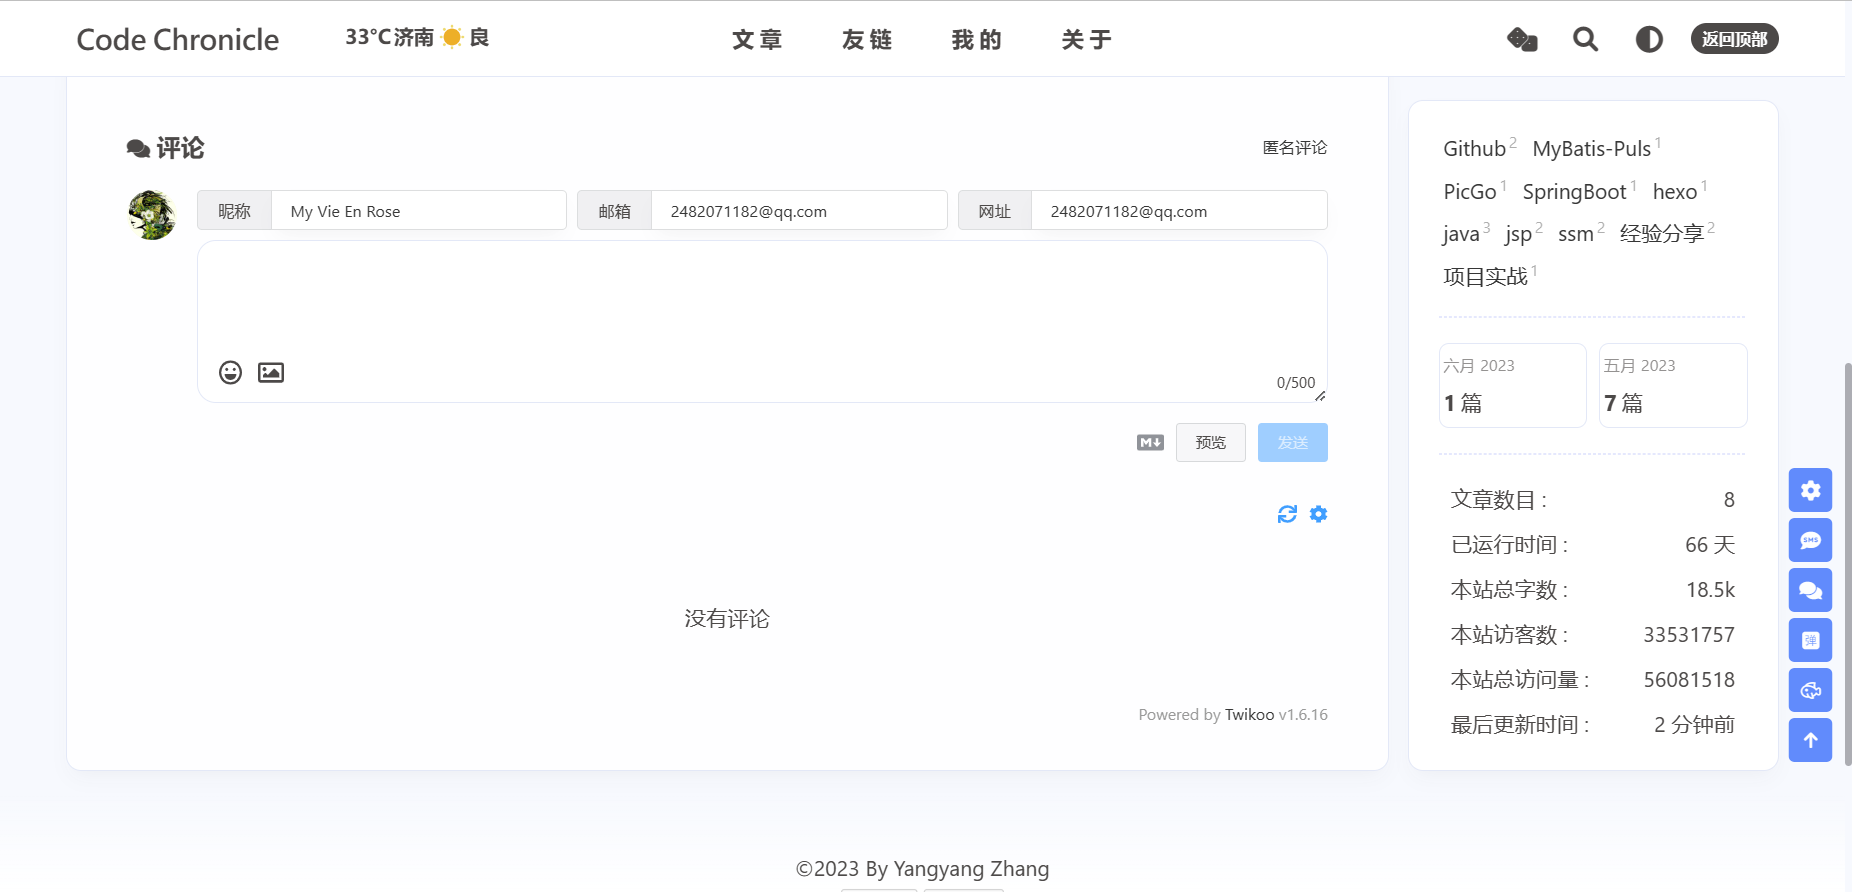 Code Chronicle 33℃济南 良 文章 友链 我的 关于 返回顶部
评论 匿名评论
昵称 My Vie En Rose 邮箱 2482071182@qq.com 网址 2482071182@qq.com
0/500
预览 发送
没有评论
Powered by Twikoo v1.6.16
Github 2 MyBatis-Puls 1
PicGo 1 SpringBoot 1 hexo 1
java 3 jsp 2 ssm 2 经验分享 2
项目实战 1
六月 2023 五月 2023
1 篇 7 篇
文章数目 : 8
已运行时间 : 66 天
本站总字数 : 18.5k
本站访客数 : 33531757
本站总访问量 : 56081518
最后更新时间 : 2 分钟前
SMS
弹
©2023 By Yangyang Zhang